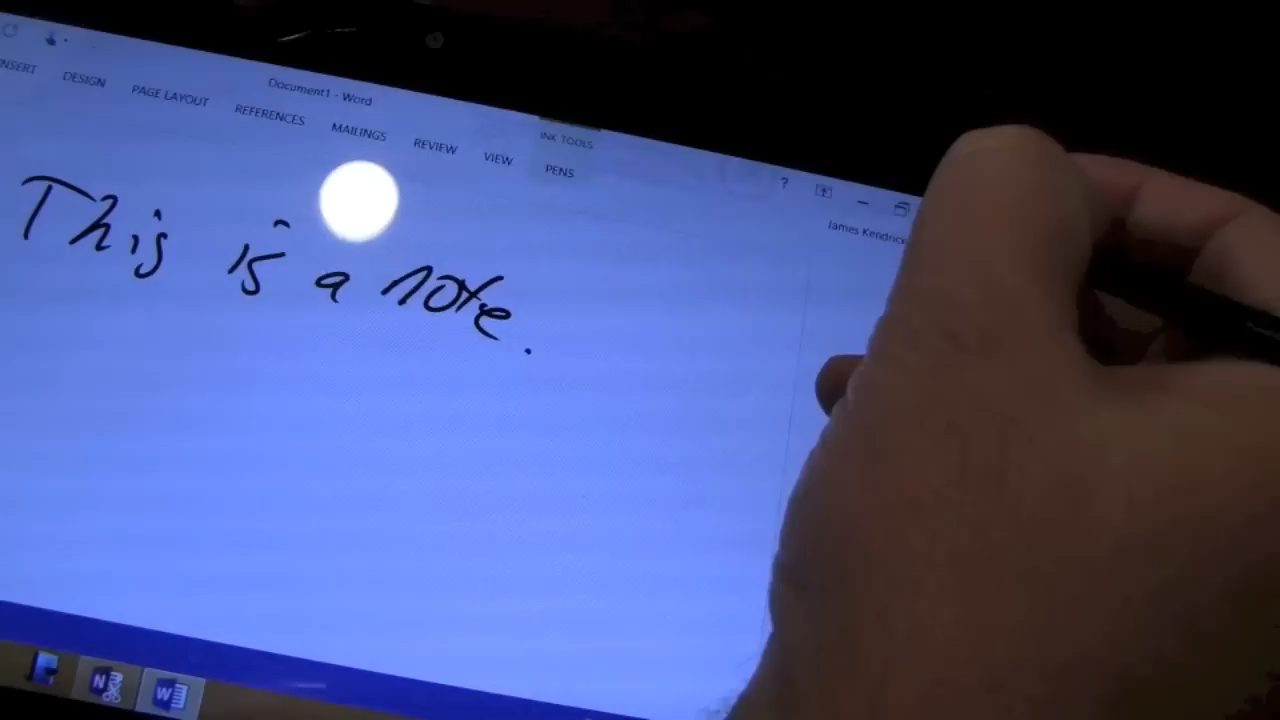 Document1 - Word
INSERT DESIGN PAGE LAYOUT REFERENCES MAILINGS REVIEW VIEW INK TOOLS PENS
?
James Kendrick
This is a note.
N
W